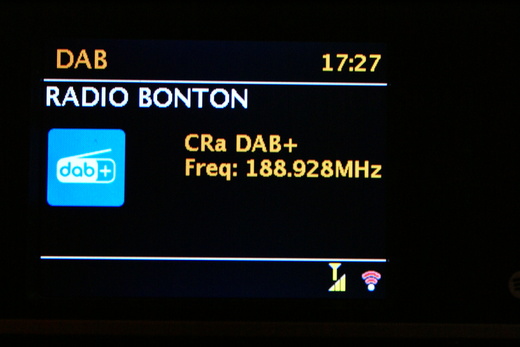 DAB 17:27
RADIO BONTON
dab+
CRa DAB+
Freq: 188.928MHz